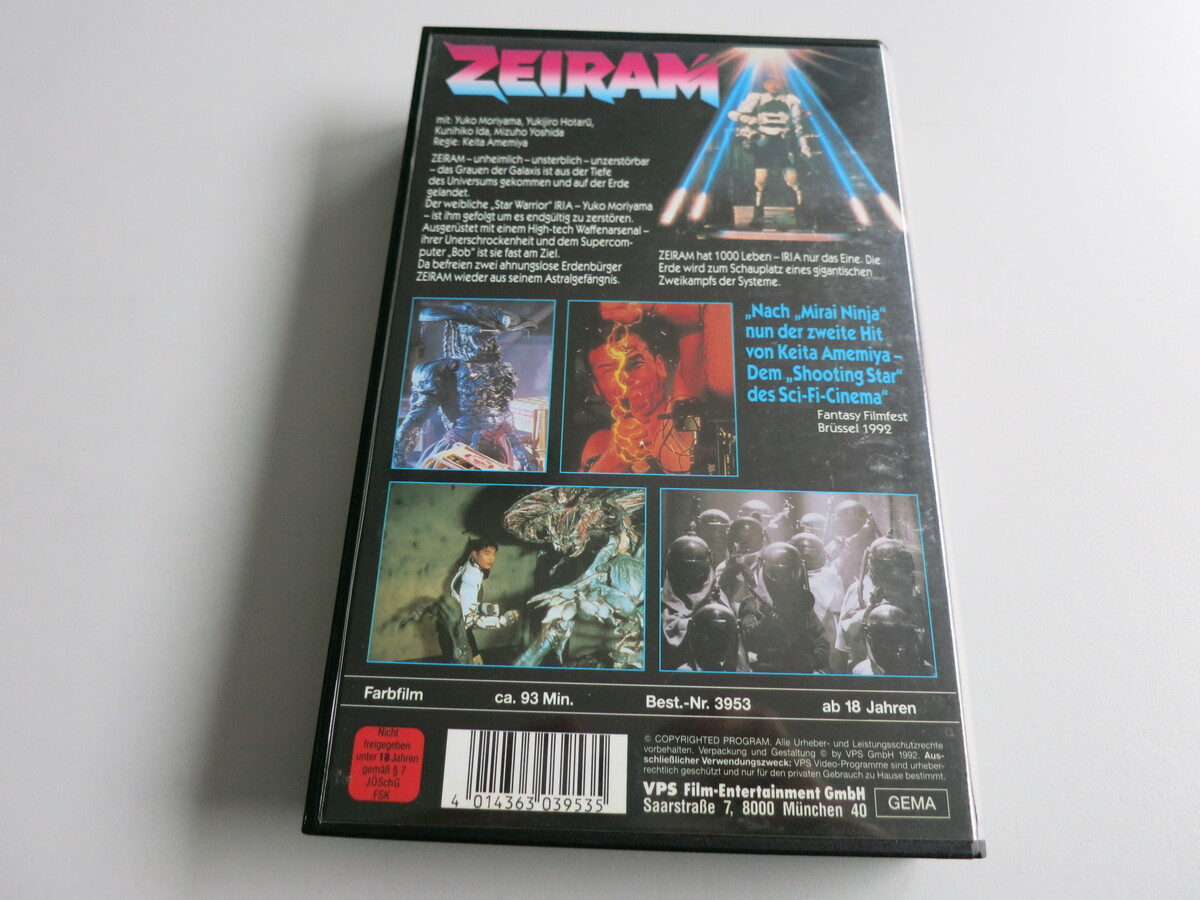 ZEIRAM
mit: Yuko Moriyama, Yukijiro Hotarü,
Kunihiko Ida, Mizuho Yoshida
Regie: Keita Amemiya
ZEIRAM – unheimlich – unsterblich – unzerstörbar
– das Grauen der Galaxis ist aus der Tiefe
des Universums gekommen und auf der Erde
gelandet.
Der weibliche „Star Warrior" IRIA – Yuko Moriyama
– ist ihm gefolgt um es endgültig zu zerstören.
Ausgerüstet mit einem High-tech Waffenarsenal –
ihrer Unerschrockenheit und dem Supercom-
puter „Bob" ist sie fast am Ziel.
Da befreien zwei ahnungslose Erdenbürger
ZEIRAM wieder aus seinem Astralgefängnis.
ZEIRAM hat 1000 Leben – IRIA nur das Eine. Die
Erde wird zum Schauplatz eines gigantischen
Zweikampfs der Systeme.
„Nach „Mirai Ninja"
nun der zweite Hit
von Keita Amemiya –
Dem „Shooting Star"
des Sci-Fi-Cinema"
Fantasy Filmfest
Brüssel 1992
Farbfilm ca. 93 Min. Best.-Nr. 3953 ab 18 Jahren
Nicht
freigegeben
unter 18 Jahren
gemäß § 7
JÖSchG
FSK
4 014363 039535
© COPYRIGHTED PROGRAM. Alle Urheber- und Leistungsschutzrechte
vorbehalten. Verpackung und Gestaltung © by VPS GmbH 1992. Aus-
schließlicher Verwendungszweck: VPS Video-Programme sind urheber-
rechtlich geschützt und nur für den privaten Gebrauch zu Hause bestimmt.
VPS Film-Entertainment GmbH
Saarstraße 7, 8000 München 40
GEMA